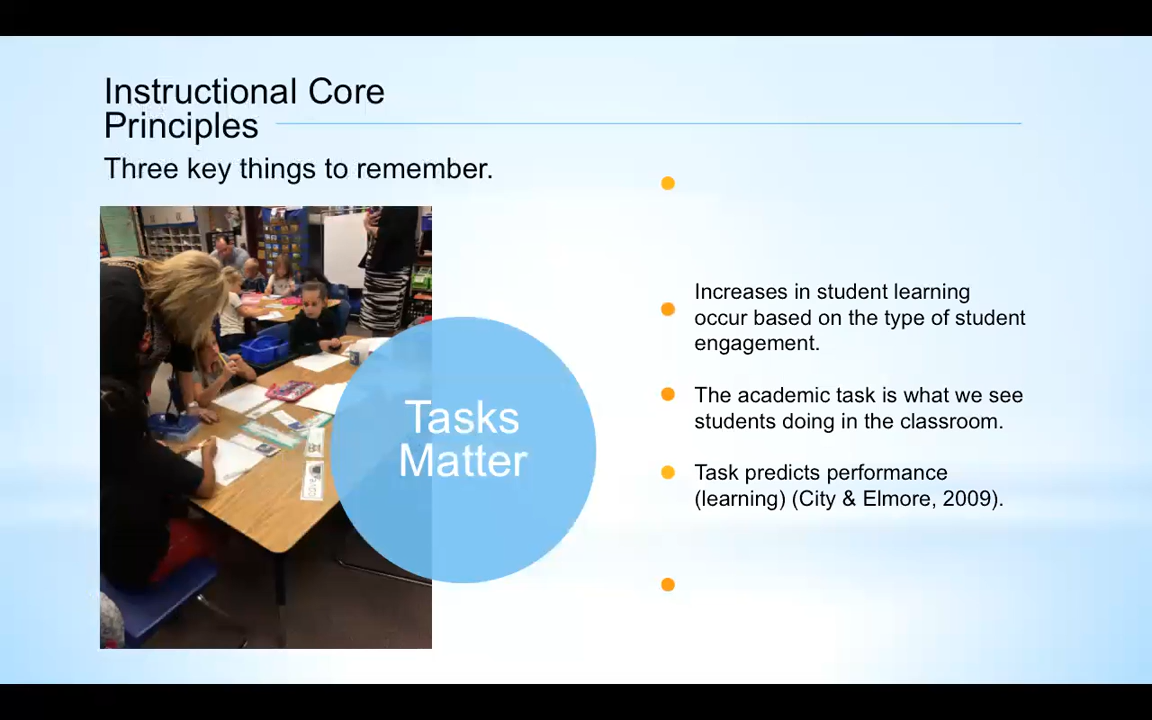 Instructional Core
Principles
Three key things to remember.
Tasks
Matter
Increases in student learning
occur based on the type of student
engagement.
The academic task is what we see
students doing in the classroom.
Task predicts performance
(learning) (City & Elmore, 2009).